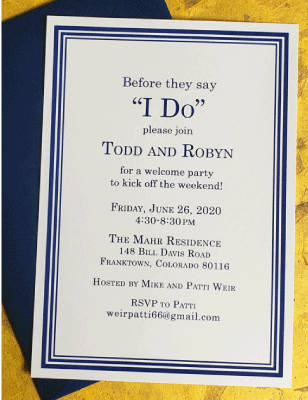 Before they say
“I Do”
please join
Todd and Robyn
for a welcome party
to kick off the weekend!
Friday, June 26, 2020
4:30-8:30 PM
The Mahr Residence
148 Bill Davis Road
Franktown, Colorado 80116
Hosted by Mike and Patti Weir
RSVP to Patti
weirpatti66@gmail.com